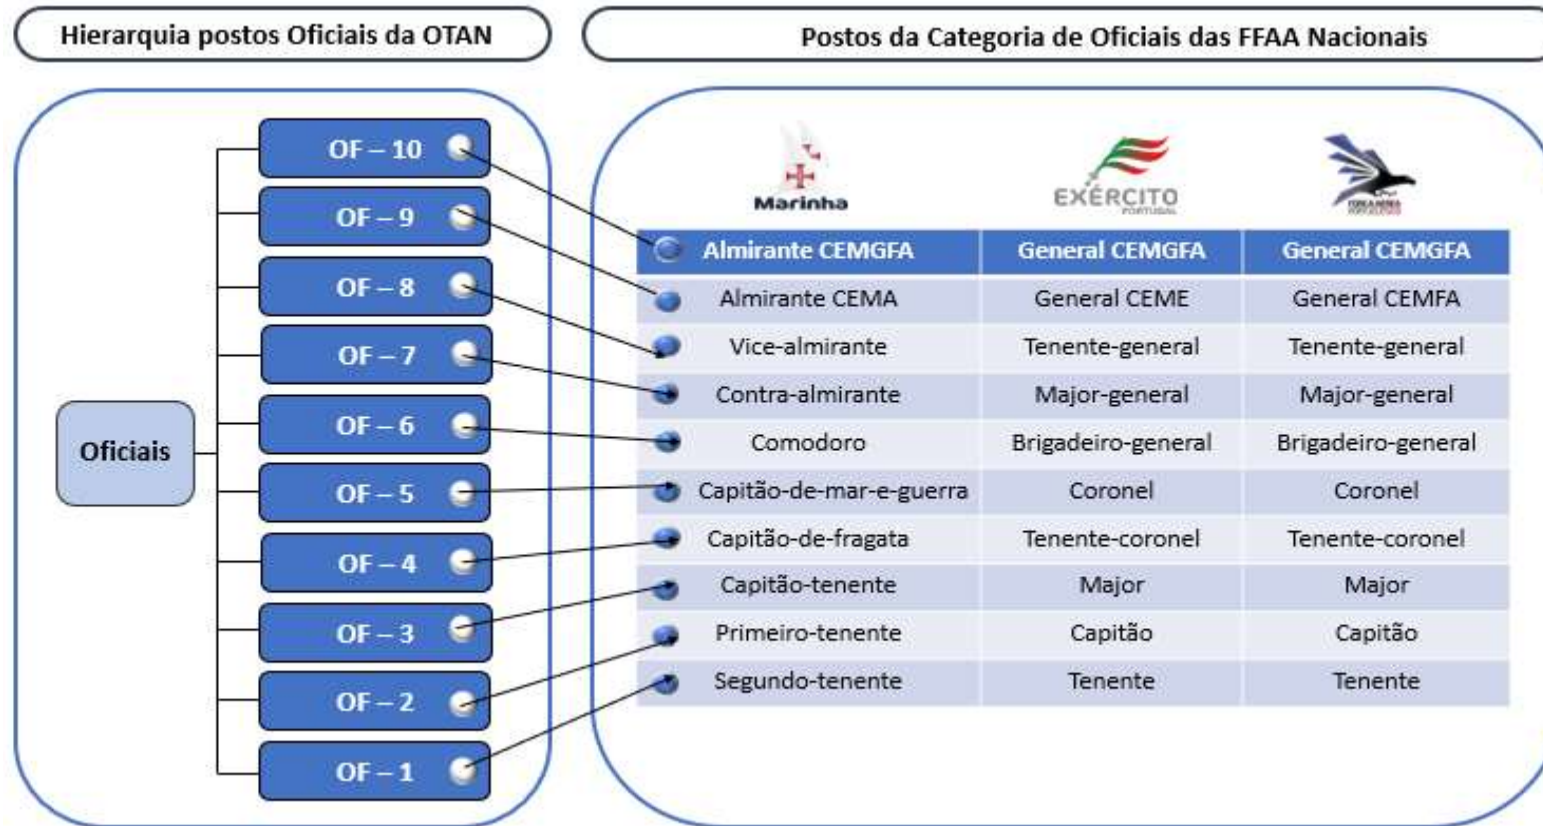 Hierarquia postos Oficiais da OTAN
Postos da Categoria de Oficiais das FFAA Nacionais
Oficiais
OF – 10
OF – 9
OF – 8
OF – 7
OF – 6
OF – 5
OF – 4
OF – 3
OF – 2
OF – 1
Marinha
EXÉRCITO
PORTUGAL
FORÇA AÉREA
PORTUGUESA
Almirante CEMGFA General CEMGFA General CEMGFA
Almirante CEMA General CEME General CEMFA
Vice-almirante Tenente-general Tenente-general
Contra-almirante Major-general Major-general
Comodoro Brigadeiro-general Brigadeiro-general
Capitão-de-mar-e-guerra Coronel Coronel
Capitão-de-fragata Tenente-coronel Tenente-coronel
Capitão-tenente Major Major
Primeiro-tenente Capitão Capitão
Segundo-tenente Tenente Tenente